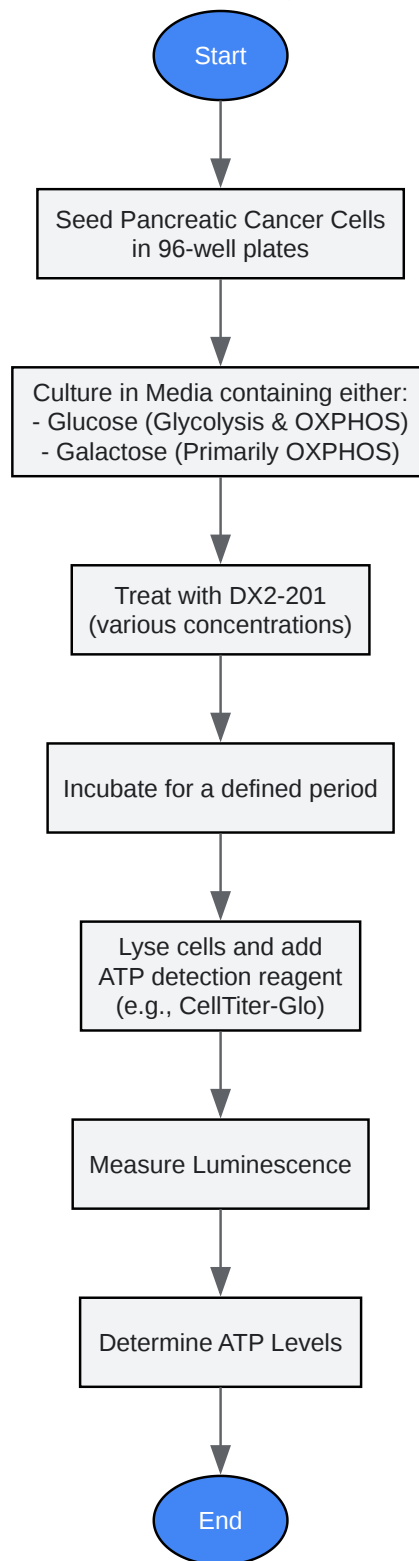 Start
Seed Pancreatic Cancer Cells
in 96-well plates
Culture in Media containing either:
- Glucose (Glycolysis & OXPHOS)
- Galactose (Primarily OXPHOS)
Treat with DX2-201
(various concentrations)
Incubate for a defined period
Lyse cells and add
ATP detection reagent
(e.g., CellTiter-Glo)
Measure Luminescence
Determine ATP Levels
End